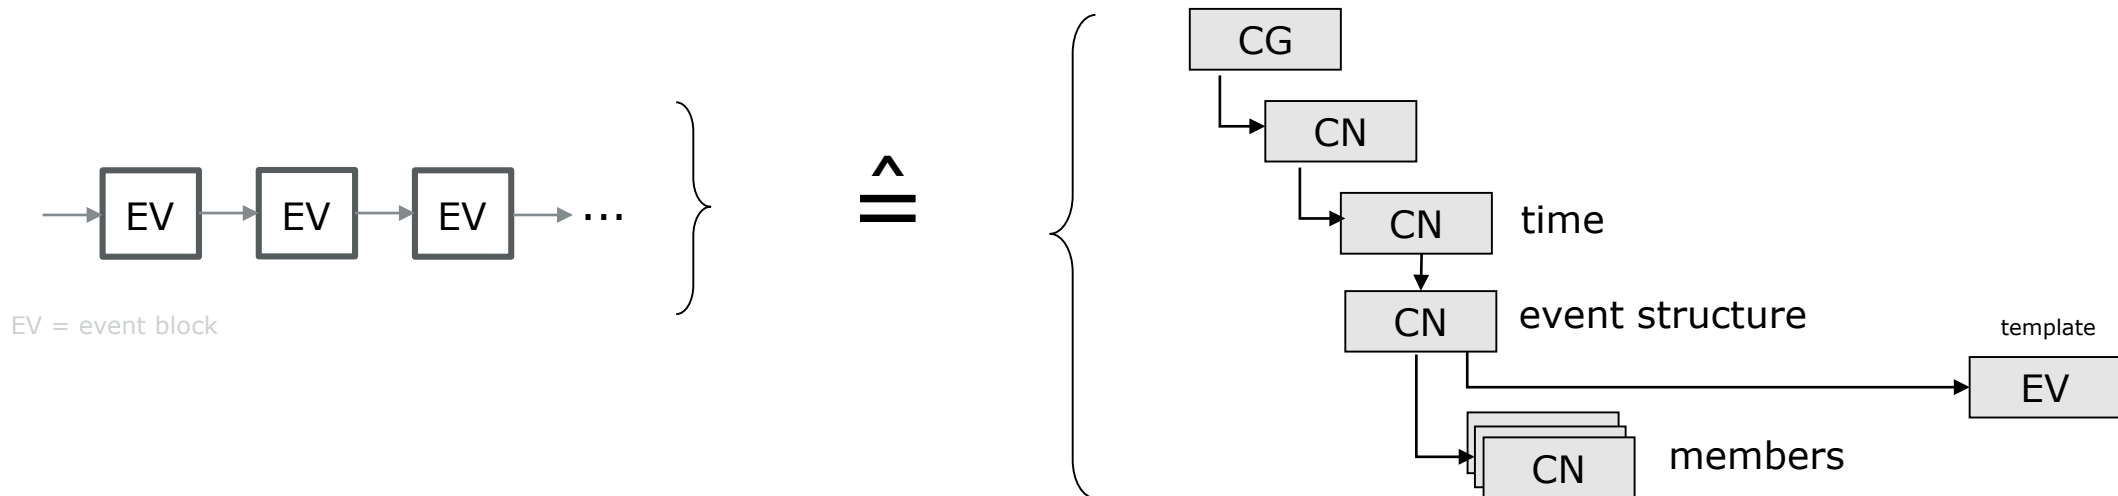 EV EV EV ...
EV = event block
≙
CG
CN
CN time
CN event structure
template
EV
CN members